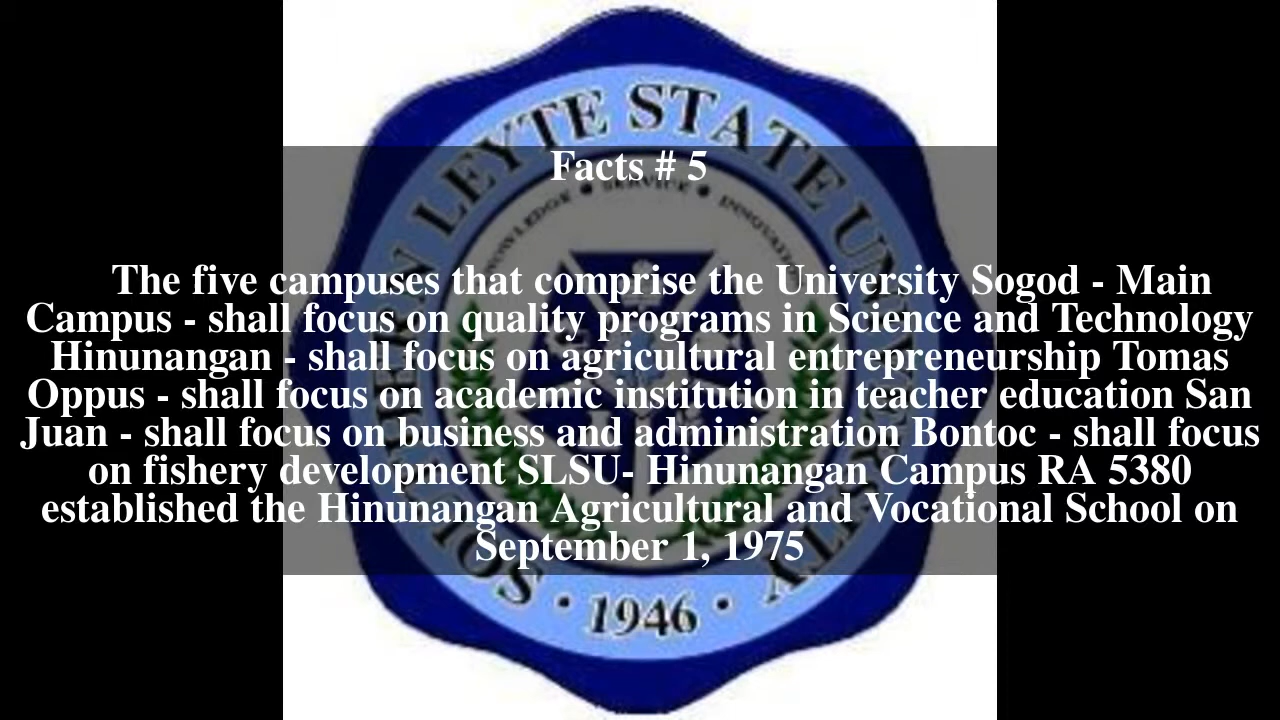 LEYTE STATE
Facts # 5
SERVICE
The five campuses that comprise the University Sogod - Main
Campus - shall focus on quality programs in Science and Technology
Hinunangan - shall focus on agricultural entrepreneurship Tomas
Oppus - shall focus on academic institution in teacher education San
Juan - shall focus on business and administration Bontoc - shall focus
on fishery development SLSU- Hinunangan Campus RA 5380
established the Hinunangan Agricultural and Vocational School on
September 1, 1975
• 1946 •